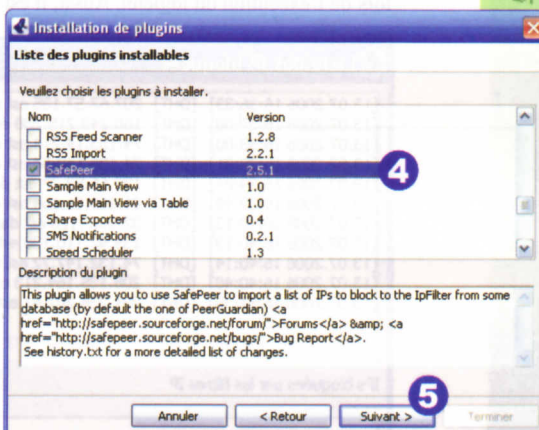 Installation de plugins
Liste des plugins installables
Veuillez choisir les plugins à installer.
Nom Version
RSS Feed Scanner 1.2.8
RSS Import 2.2.1
SafePeer 2.5.1
4
Sample Main View 1.0
Sample Main View via Table 1.0
Share Exporter 0.4
SMS Notifications 0.2.1
Speed Scheduler 1.3
Description du plugin
This plugin allows you to use SafePeer to import a list of IPs to block to the IpFilter from some
database (by default the one of PeerGuardian) <a
href="http://safepeer.sourceforge.net/forum/">Forums</a> &amp; <a
href="http://safepeer.sourceforge.net/bugs/">Bug Report</a>.
See history.txt for a more detailed list of changes.
5
Annuler < Retour Suivant > Terminer